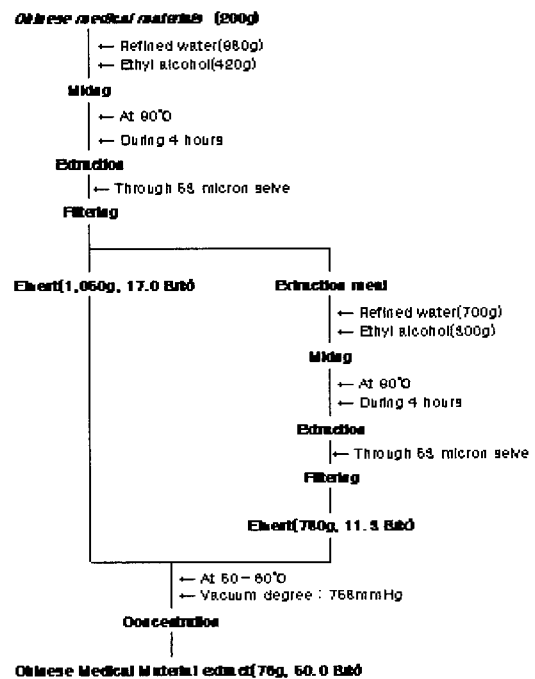 Chinese medical materials (200g)
← Refined water(980g)
← Ethyl alcohol(420g)
Mixing
← At 80°C
← During 4 hours
Extraction
← Through 53 micron seive
Filtering
Eluent(1,050g, 17.0 Brix)
Extraction meal
← Refined water(700g)
← Ethyl alcohol(300g)
Mixing
← At 80°C
← During 4 hours
Extraction
← Through 53 micron seive
Filtering
Eluent(780g, 11.3 Brix)
← At 50-60°C
← Vacuum degree : 758mmHg
Concentration
Chinese Medical Material extract(75g, 50.0 Brix)